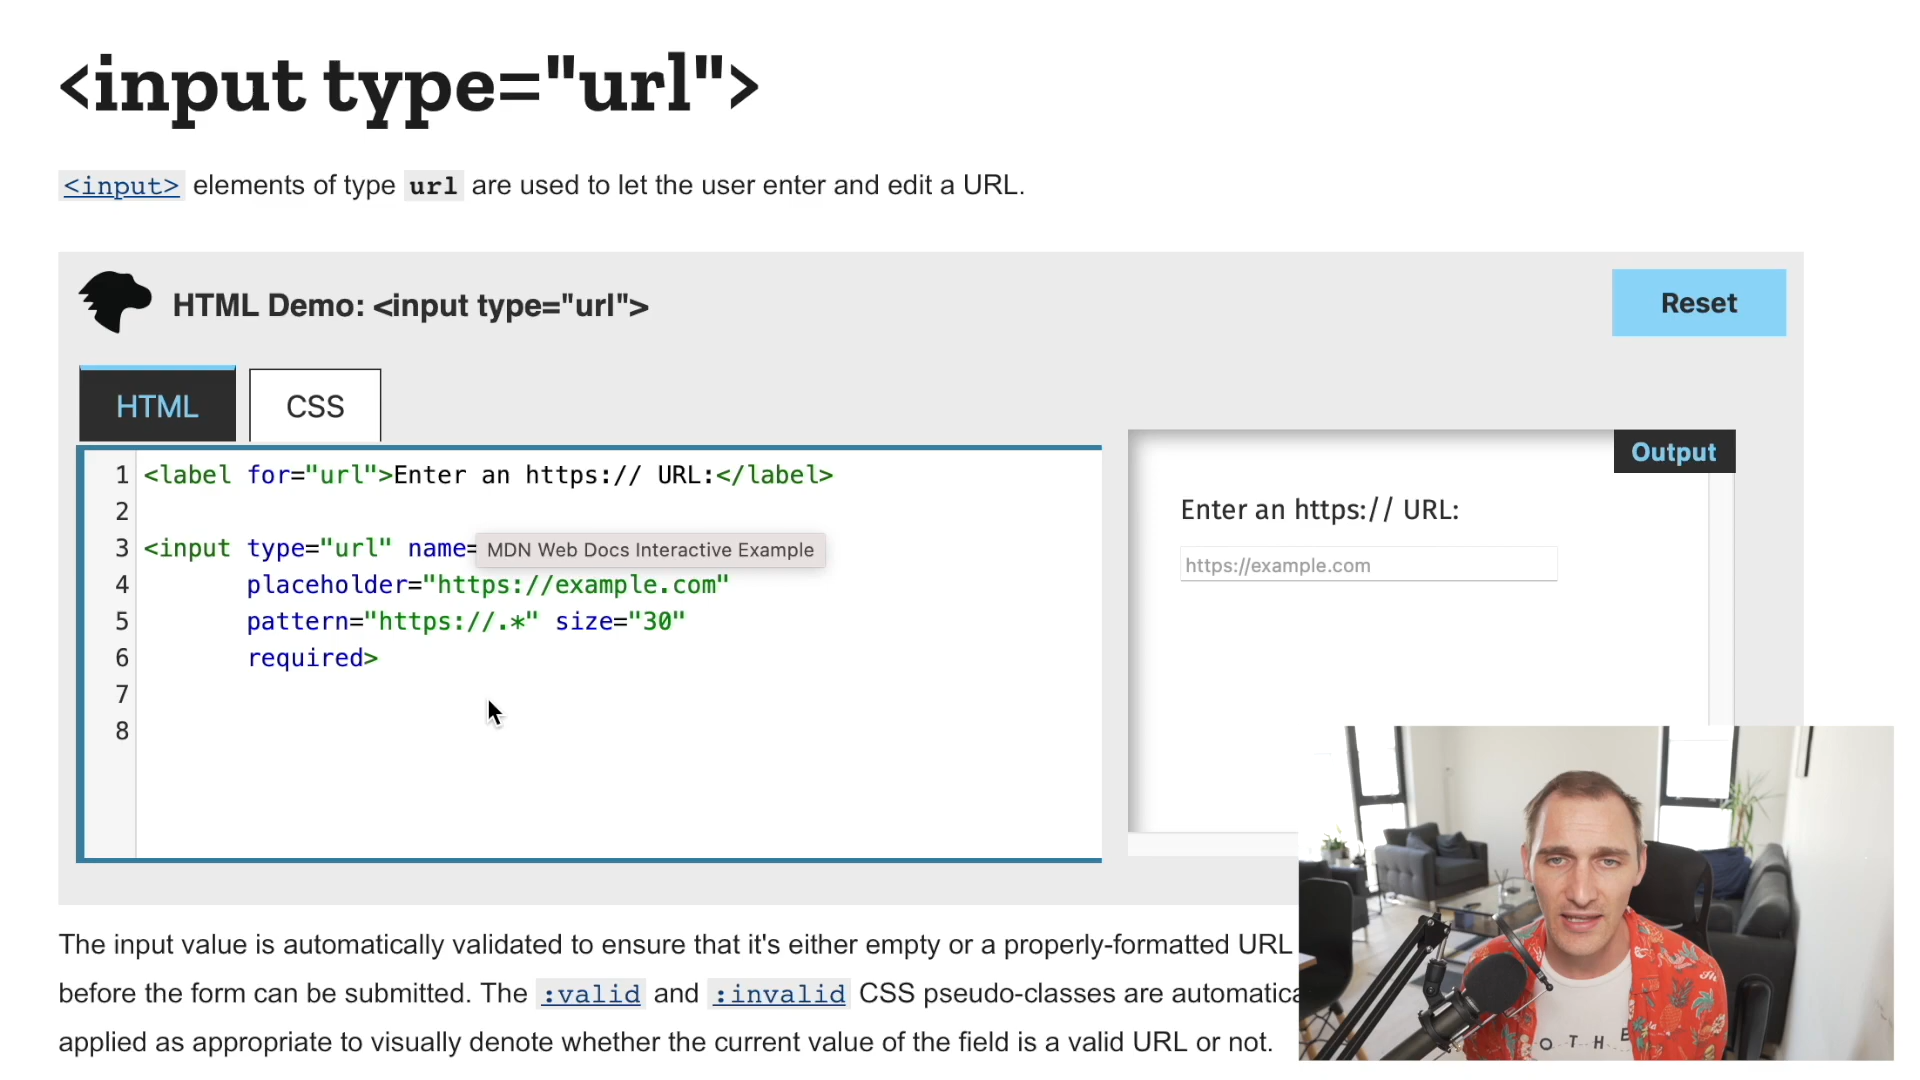 <input type="url">
<input> elements of type url are used to let the user enter and edit a URL.
HTML Demo: <input type="url">
Reset
HTML
CSS
1 <label for="url">Enter an https:// URL:</label>
2
3 <input type="url" name=
MDN Web Docs Interactive Example
4 placeholder="https://example.com"
5 pattern="https://.*" size="30"
6 required>
7
8
Output
Enter an https:// URL:
https://example.com
The input value is automatically validated to ensure that it's either empty or a properly-formatted URL
before the form can be submitted. The :valid and :invalid CSS pseudo-classes are automatica
applied as appropriate to visually denote whether the current value of the field is a valid URL or not.
OTHE